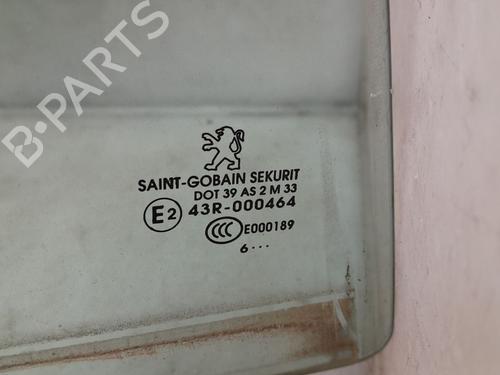 B-PARTS
SAINT-GOBAIN SEKURIT
DOT 39 AS 2 M 33
E2 43R-000464
CCC E000189
6···